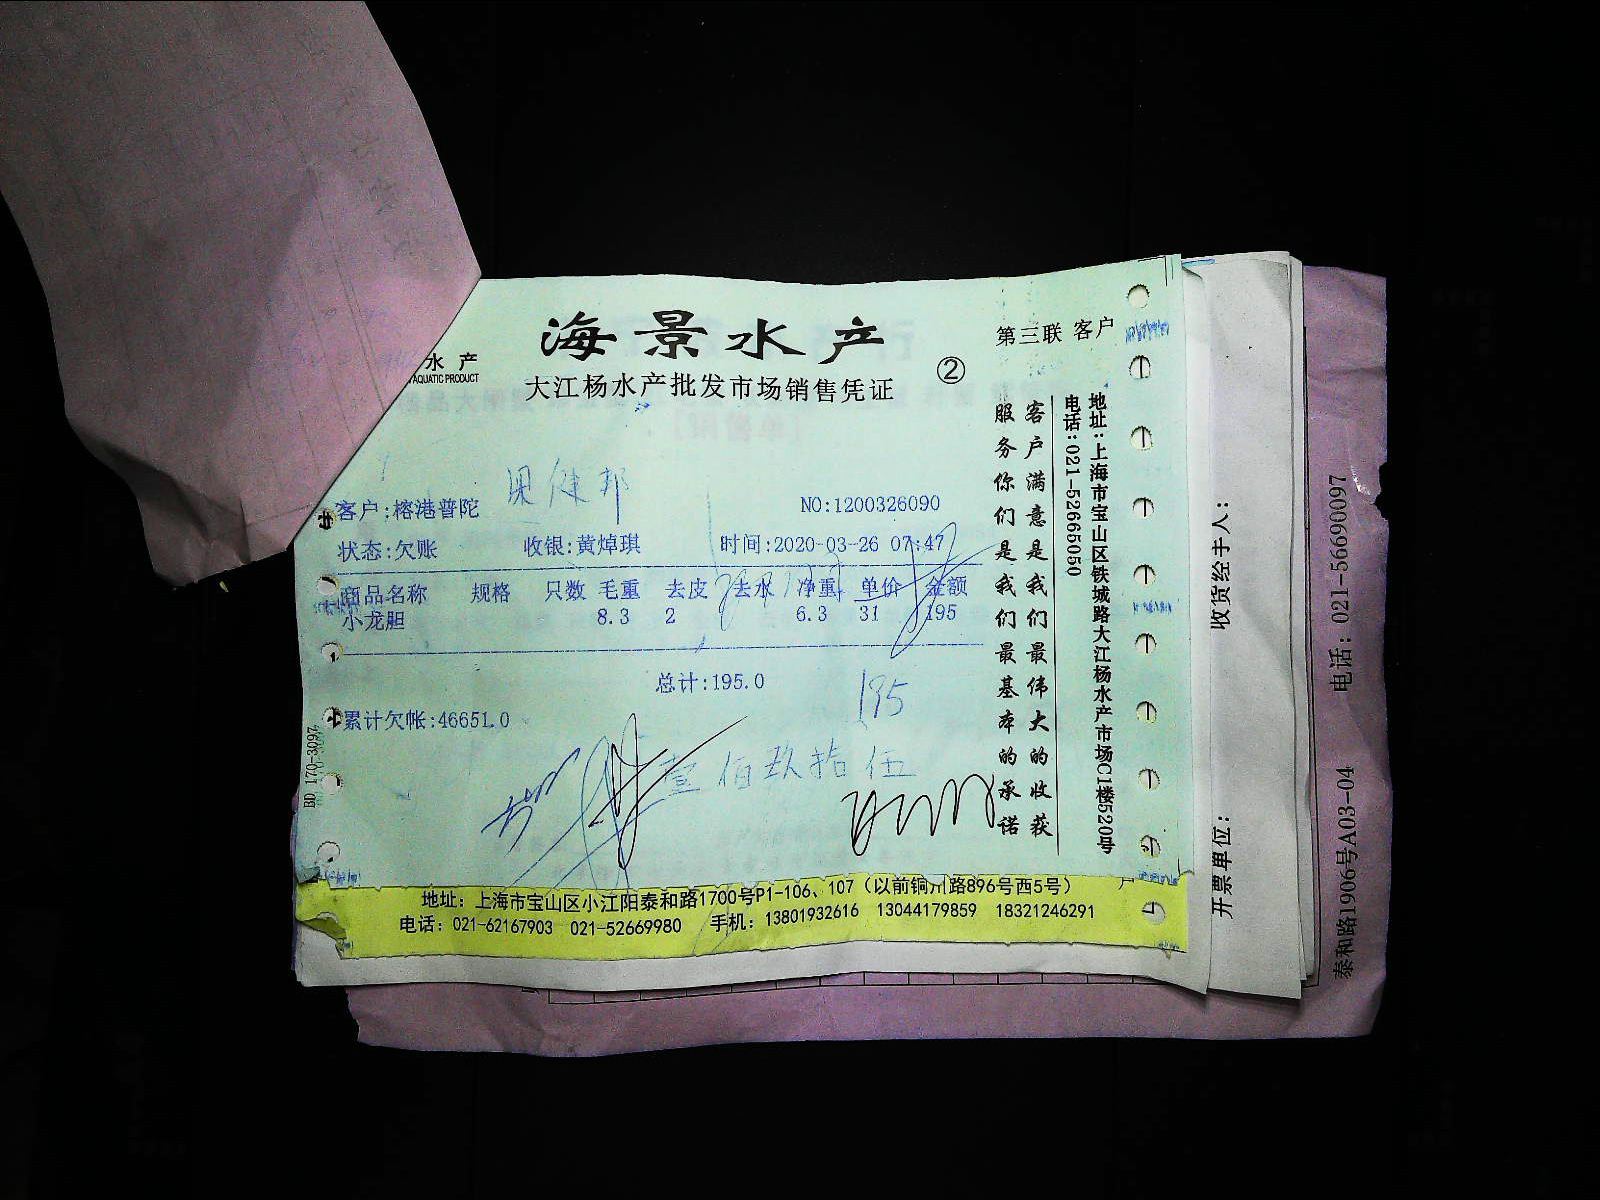 海景水产
水产
AQUATIC PRODUCT
大江杨水产批发市场销售凭证
②
第三联 客户
客户:榕港普陀
NO:1200326090
状态:欠账 收银:黄焯琪 时间:2020-03-26 07:47
商品名称 规格 只数 毛重 去皮 去水 净重 单价 金额
小龙胆 8.3 2 6.3 31 195
总计:195.0
195
累计欠帐:46651.0
壹佰玖拾伍
客户满意是我们最伟大的收获
服务你们是我们最基本的承诺
地址:上海市宝山区铁城路大江杨水产市场C1楼520号
电话:021-52665050
BD 170-3097
地址：上海市宝山区小江阳泰和路1700号P1-106、107（以前铜川路896号西5号）
电话：021-62167903 021-52669980 手机：13801932616 13044179859 18321246291
收货经手人：
开票单位：
电话：021-56690097
泰和路1906号A03-04